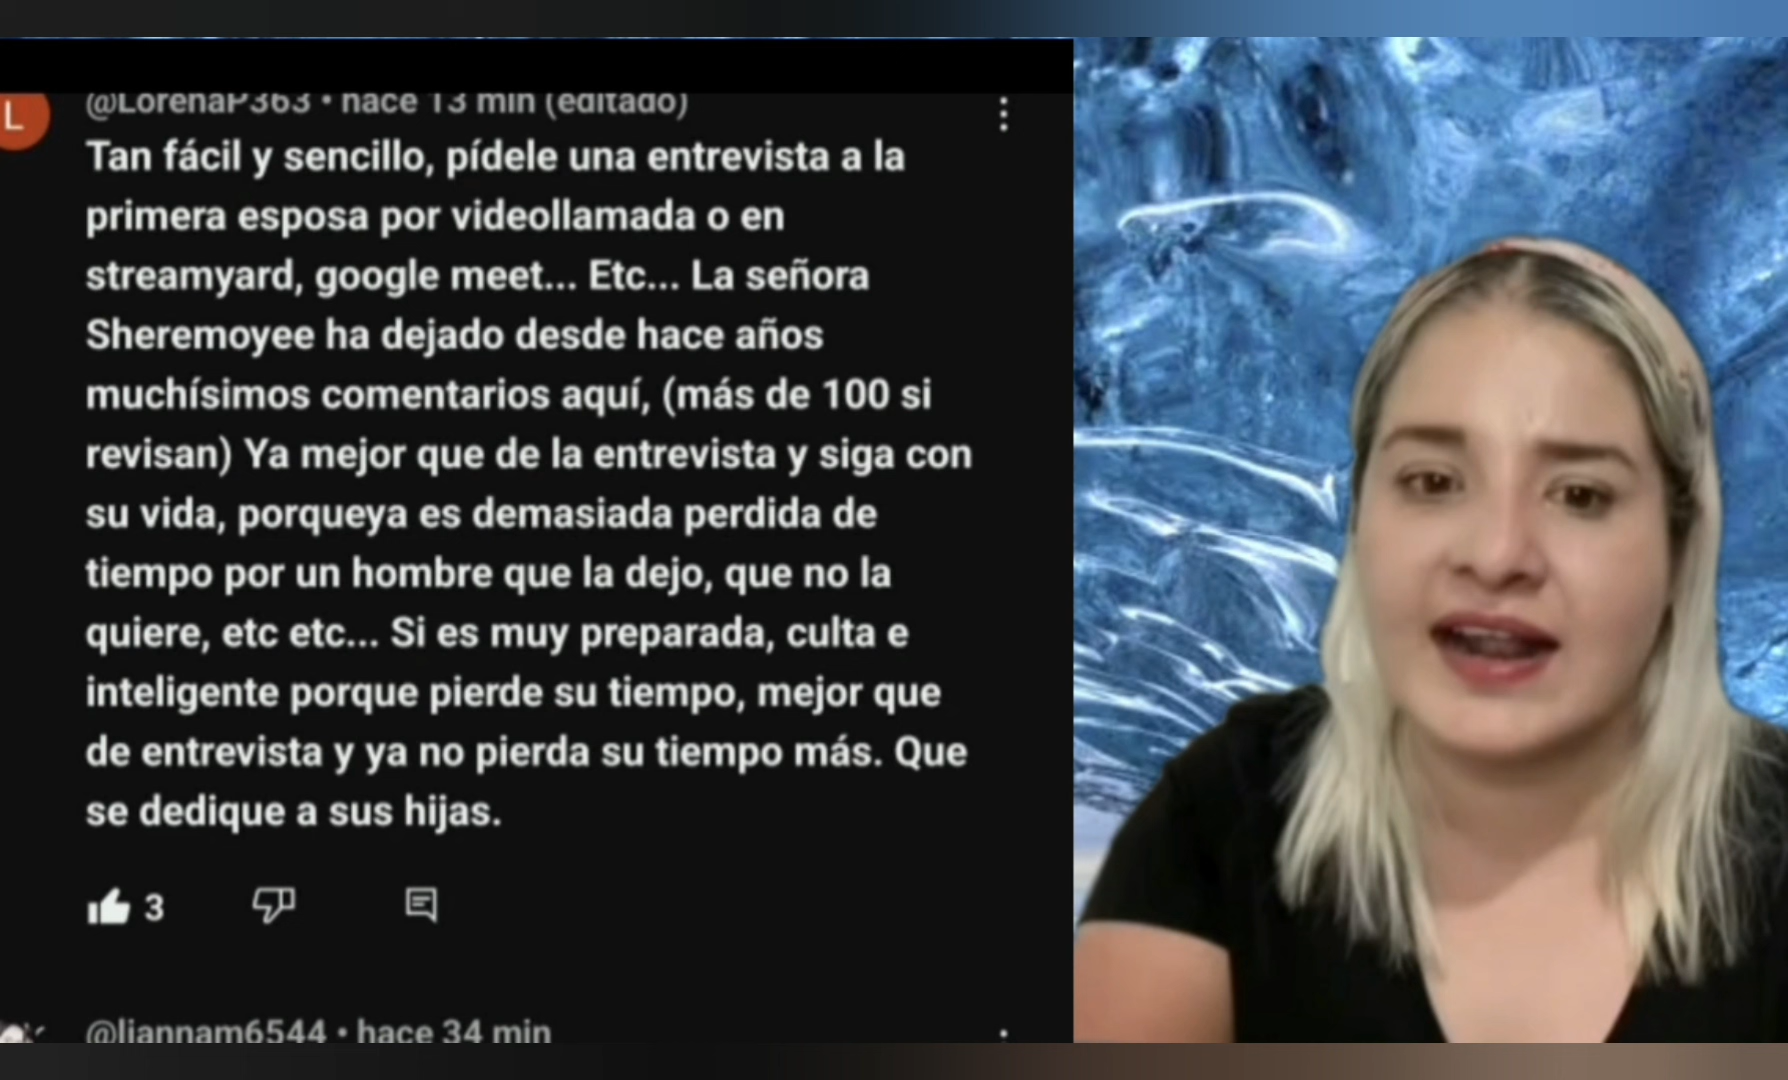 L
@LorenaP363 • hace 13 min (editado)
Tan fácil y sencillo, pídele una entrevista a la
primera esposa por videollamada o en
streamyard, google meet... Etc... La señora
Sheremoyee ha dejado desde hace años
muchísimos comentarios aquí, (más de 100 si
revisan) Ya mejor que de la entrevista y siga con
su vida, porqueya es demasiada perdida de
tiempo por un hombre que la dejo, que no la
quiere, etc etc... Si es muy preparada, culta e
inteligente porque pierde su tiempo, mejor que
de entrevista y ya no pierda su tiempo más. Que
se dedique a sus hijas.
3
@liannam6544 • hace 34 min